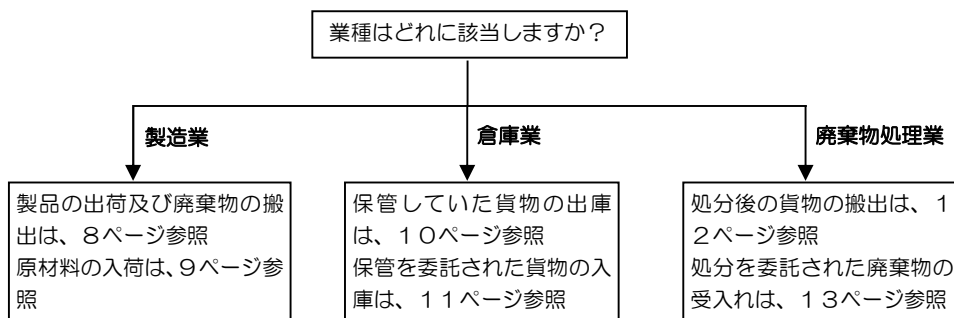 業種はどれに該当しますか？
製造業
倉庫業
廃棄物処理業
製品の出荷及び廃棄物の搬
出は、８ページ参照
原材料の入荷は、９ページ参
照
保管していた貨物の出庫
は、１０ページ参照
保管を委託された貨物の入
庫は、１１ページ参照
処分後の貨物の搬出は、１
２ページ参照
処分を委託された廃棄物の
受入れは、１３ページ参照